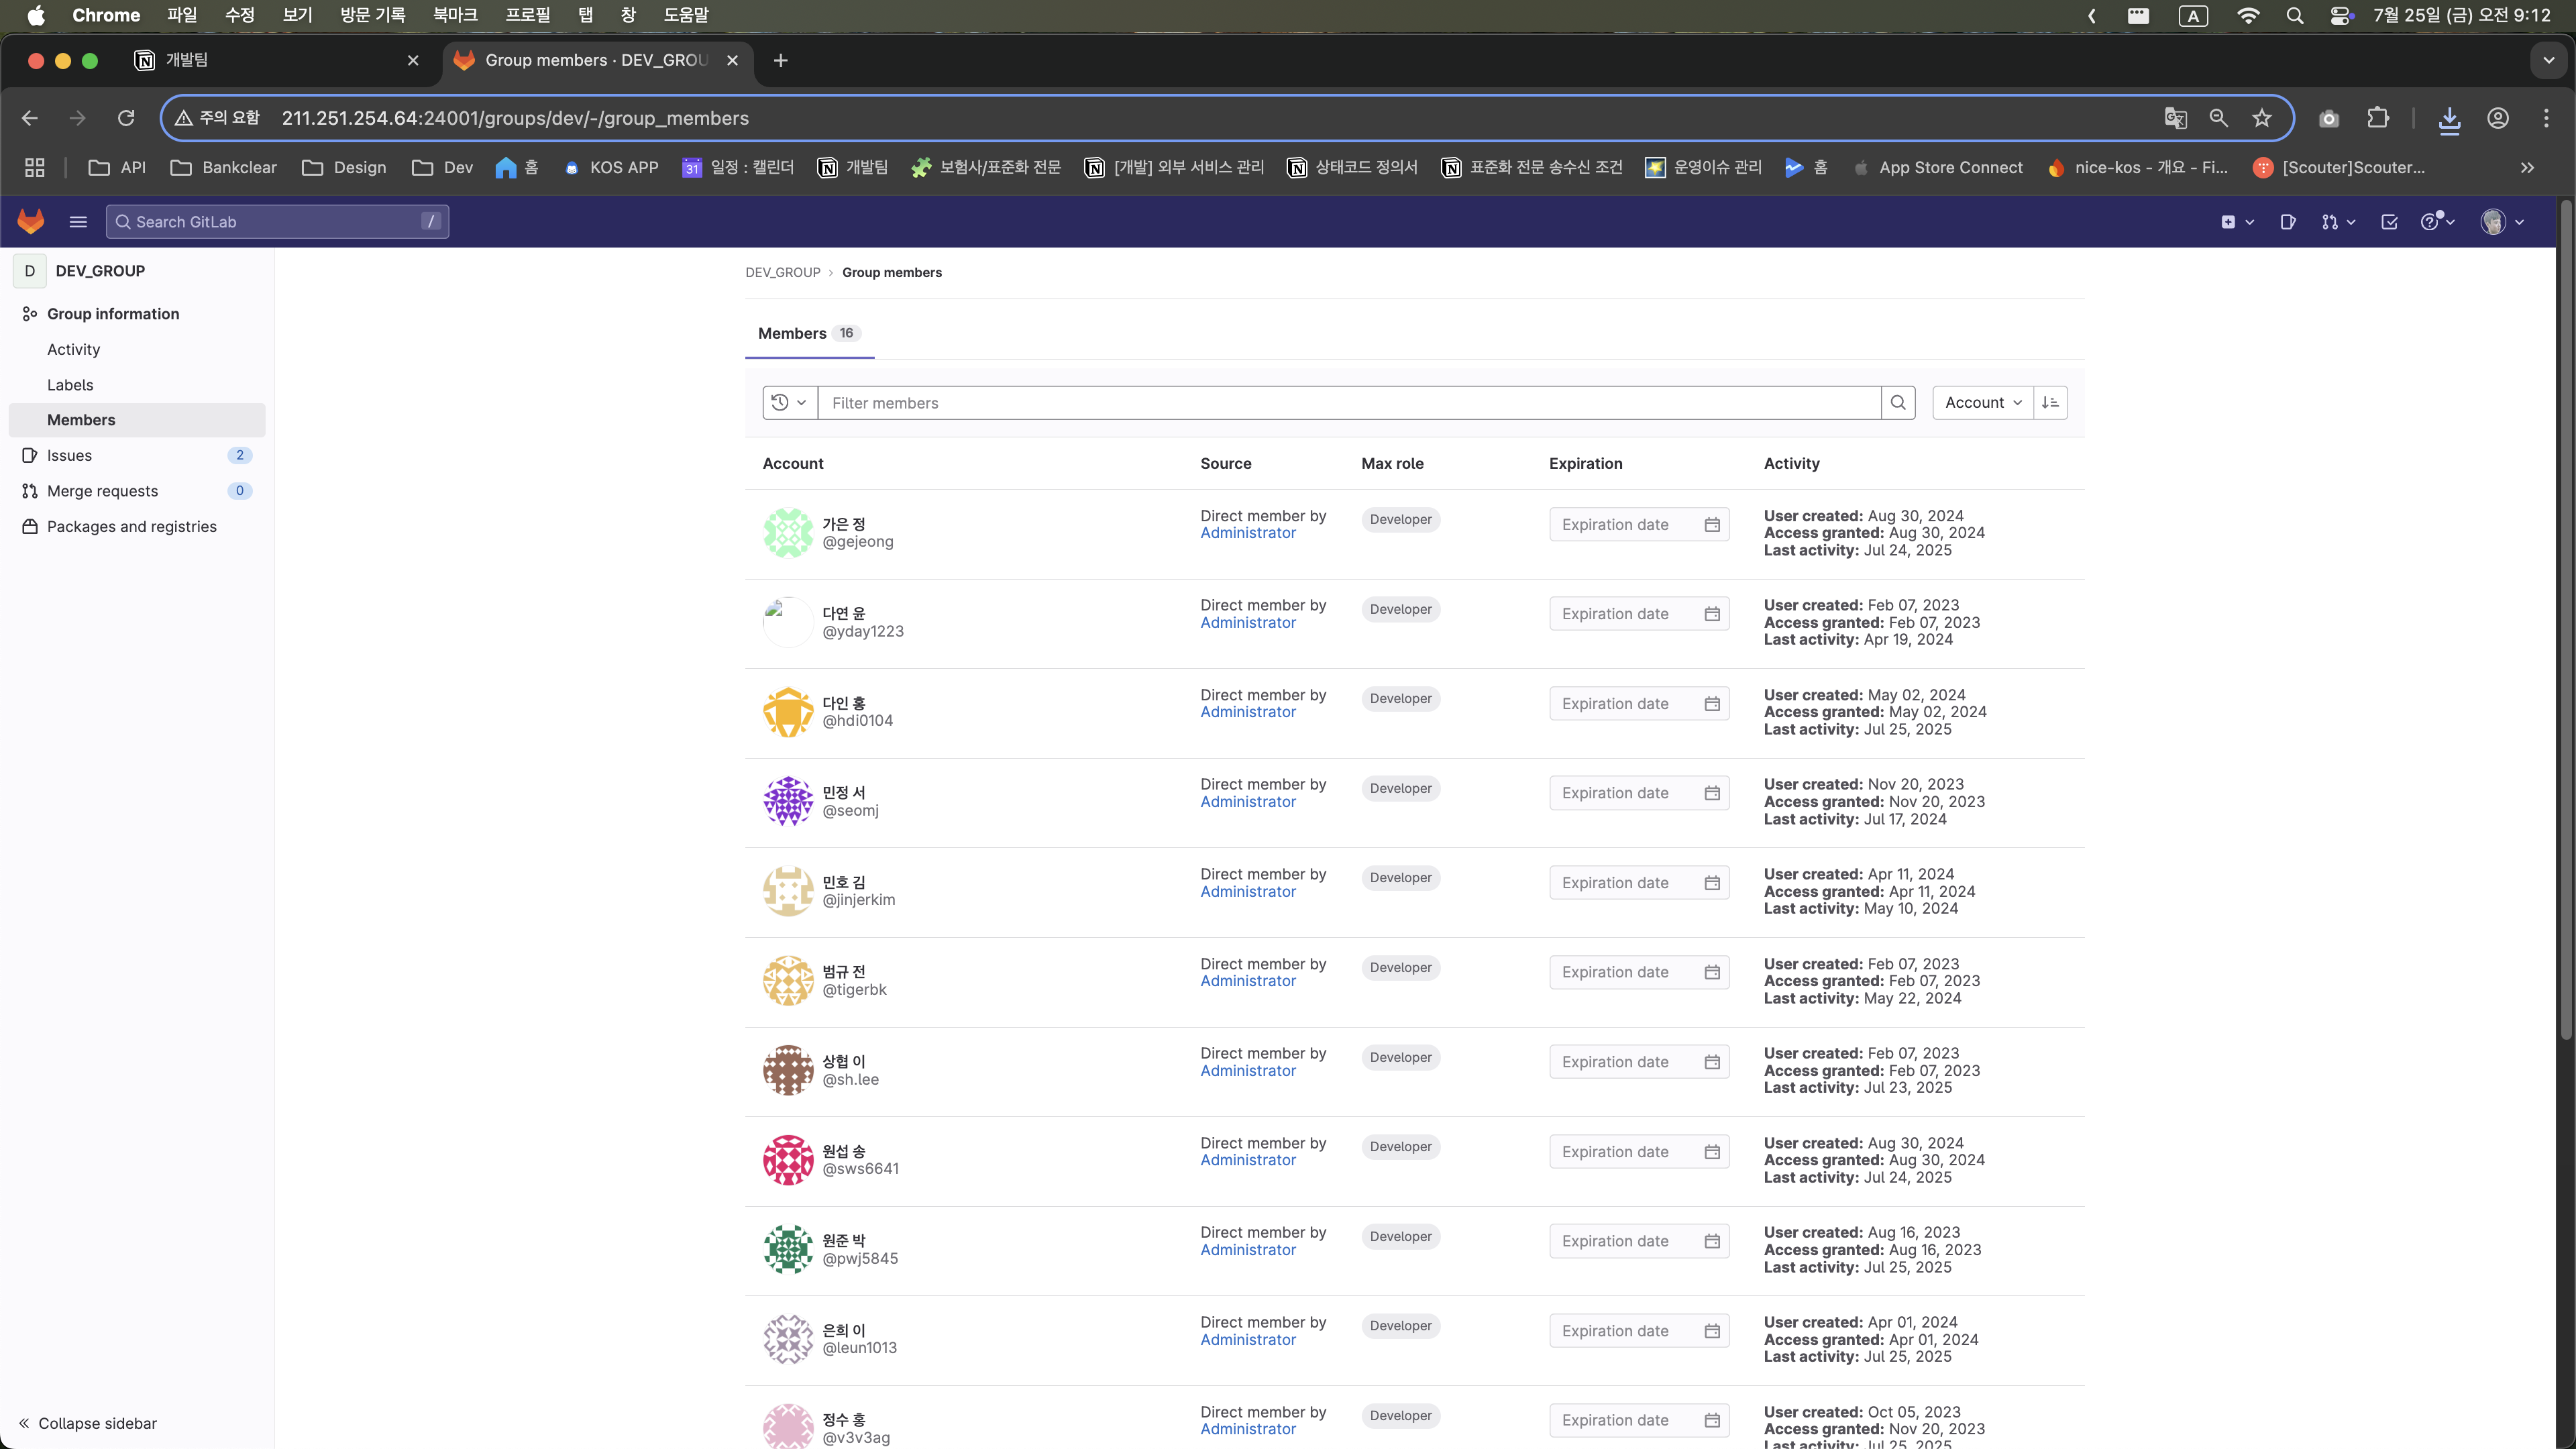 Chrome 파일 수정 보기 방문 기록 북마크 프로필 탭 창 도움말 A 7월 25일 (금) 오전 9:12
개발팀 Group members · DEV_GROU
주의 요함 211.251.254.64:24001/groups/dev/-/group_members
API Bankclear Design Dev 홈 KOS APP 31 일정 : 캘린더 개발팀 보험사/표준화 전문 [개발] 외부 서비스 관리 상태코드 정의서 표준화 전문 송수신 조건 운영이슈 관리 홈 App Store Connect nice-kos - 개요 - Fi... [Scouter]Scouter...
Search GitLab /
D DEV_GROUP
Group information
Activity
Labels
Members
Issues 2
Merge requests 0
Packages and registries
Collapse sidebar
DEV_GROUP › Group members
Members 16
Filter members Account
Account Source Max role Expiration Activity
가은 정
@gejeong
Direct member by
Administrator
Developer
Expiration date
User created: Aug 30, 2024
Access granted: Aug 30, 2024
Last activity: Jul 24, 2025
다연 윤
@yday1223
Direct member by
Administrator
Developer
Expiration date
User created: Feb 07, 2023
Access granted: Feb 07, 2023
Last activity: Apr 19, 2024
다인 홍
@hdi0104
Direct member by
Administrator
Developer
Expiration date
User created: May 02, 2024
Access granted: May 02, 2024
Last activity: Jul 25, 2025
민정 서
@seomj
Direct member by
Administrator
Developer
Expiration date
User created: Nov 20, 2023
Access granted: Nov 20, 2023
Last activity: Jul 17, 2024
민호 김
@jinjerkim
Direct member by
Administrator
Developer
Expiration date
User created: Apr 11, 2024
Access granted: Apr 11, 2024
Last activity: May 10, 2024
범규 전
@tigerbk
Direct member by
Administrator
Developer
Expiration date
User created: Feb 07, 2023
Access granted: Feb 07, 2023
Last activity: May 22, 2024
상협 이
@sh.lee
Direct member by
Administrator
Developer
Expiration date
User created: Feb 07, 2023
Access granted: Feb 07, 2023
Last activity: Jul 23, 2025
원섭 송
@sws6641
Direct member by
Administrator
Developer
Expiration date
User created: Aug 30, 2024
Access granted: Aug 30, 2024
Last activity: Jul 24, 2025
원준 박
@pwj5845
Direct member by
Administrator
Developer
Expiration date
User created: Aug 16, 2023
Access granted: Aug 16, 2023
Last activity: Jul 25, 2025
은희 이
@leun1013
Direct member by
Administrator
Developer
Expiration date
User created: Apr 01, 2024
Access granted: Apr 01, 2024
Last activity: Jul 25, 2025
정수 홍
@v3v3ag
Direct member by
Administrator
Developer
Expiration date
User created: Oct 05, 2023
Access granted: Nov 20, 2023
Last activity: Jul 25, 2025